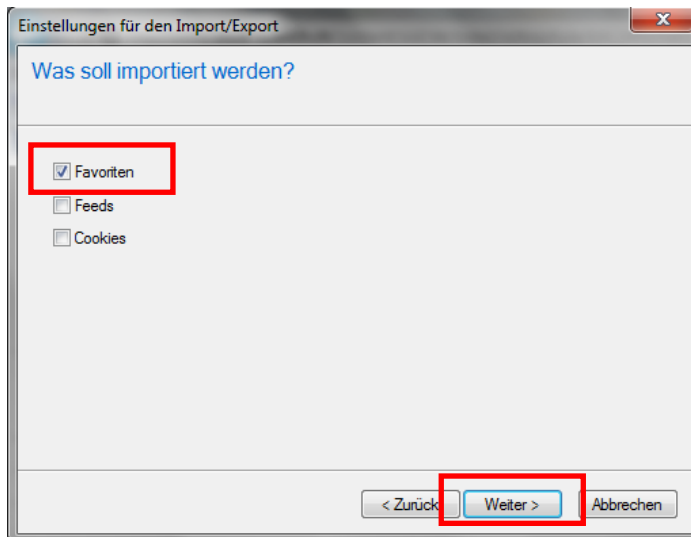 Einstellungen für den Import/Export
Was soll importiert werden?
Favoriten
Feeds
Cookies
< Zurück Weiter > Abbrechen